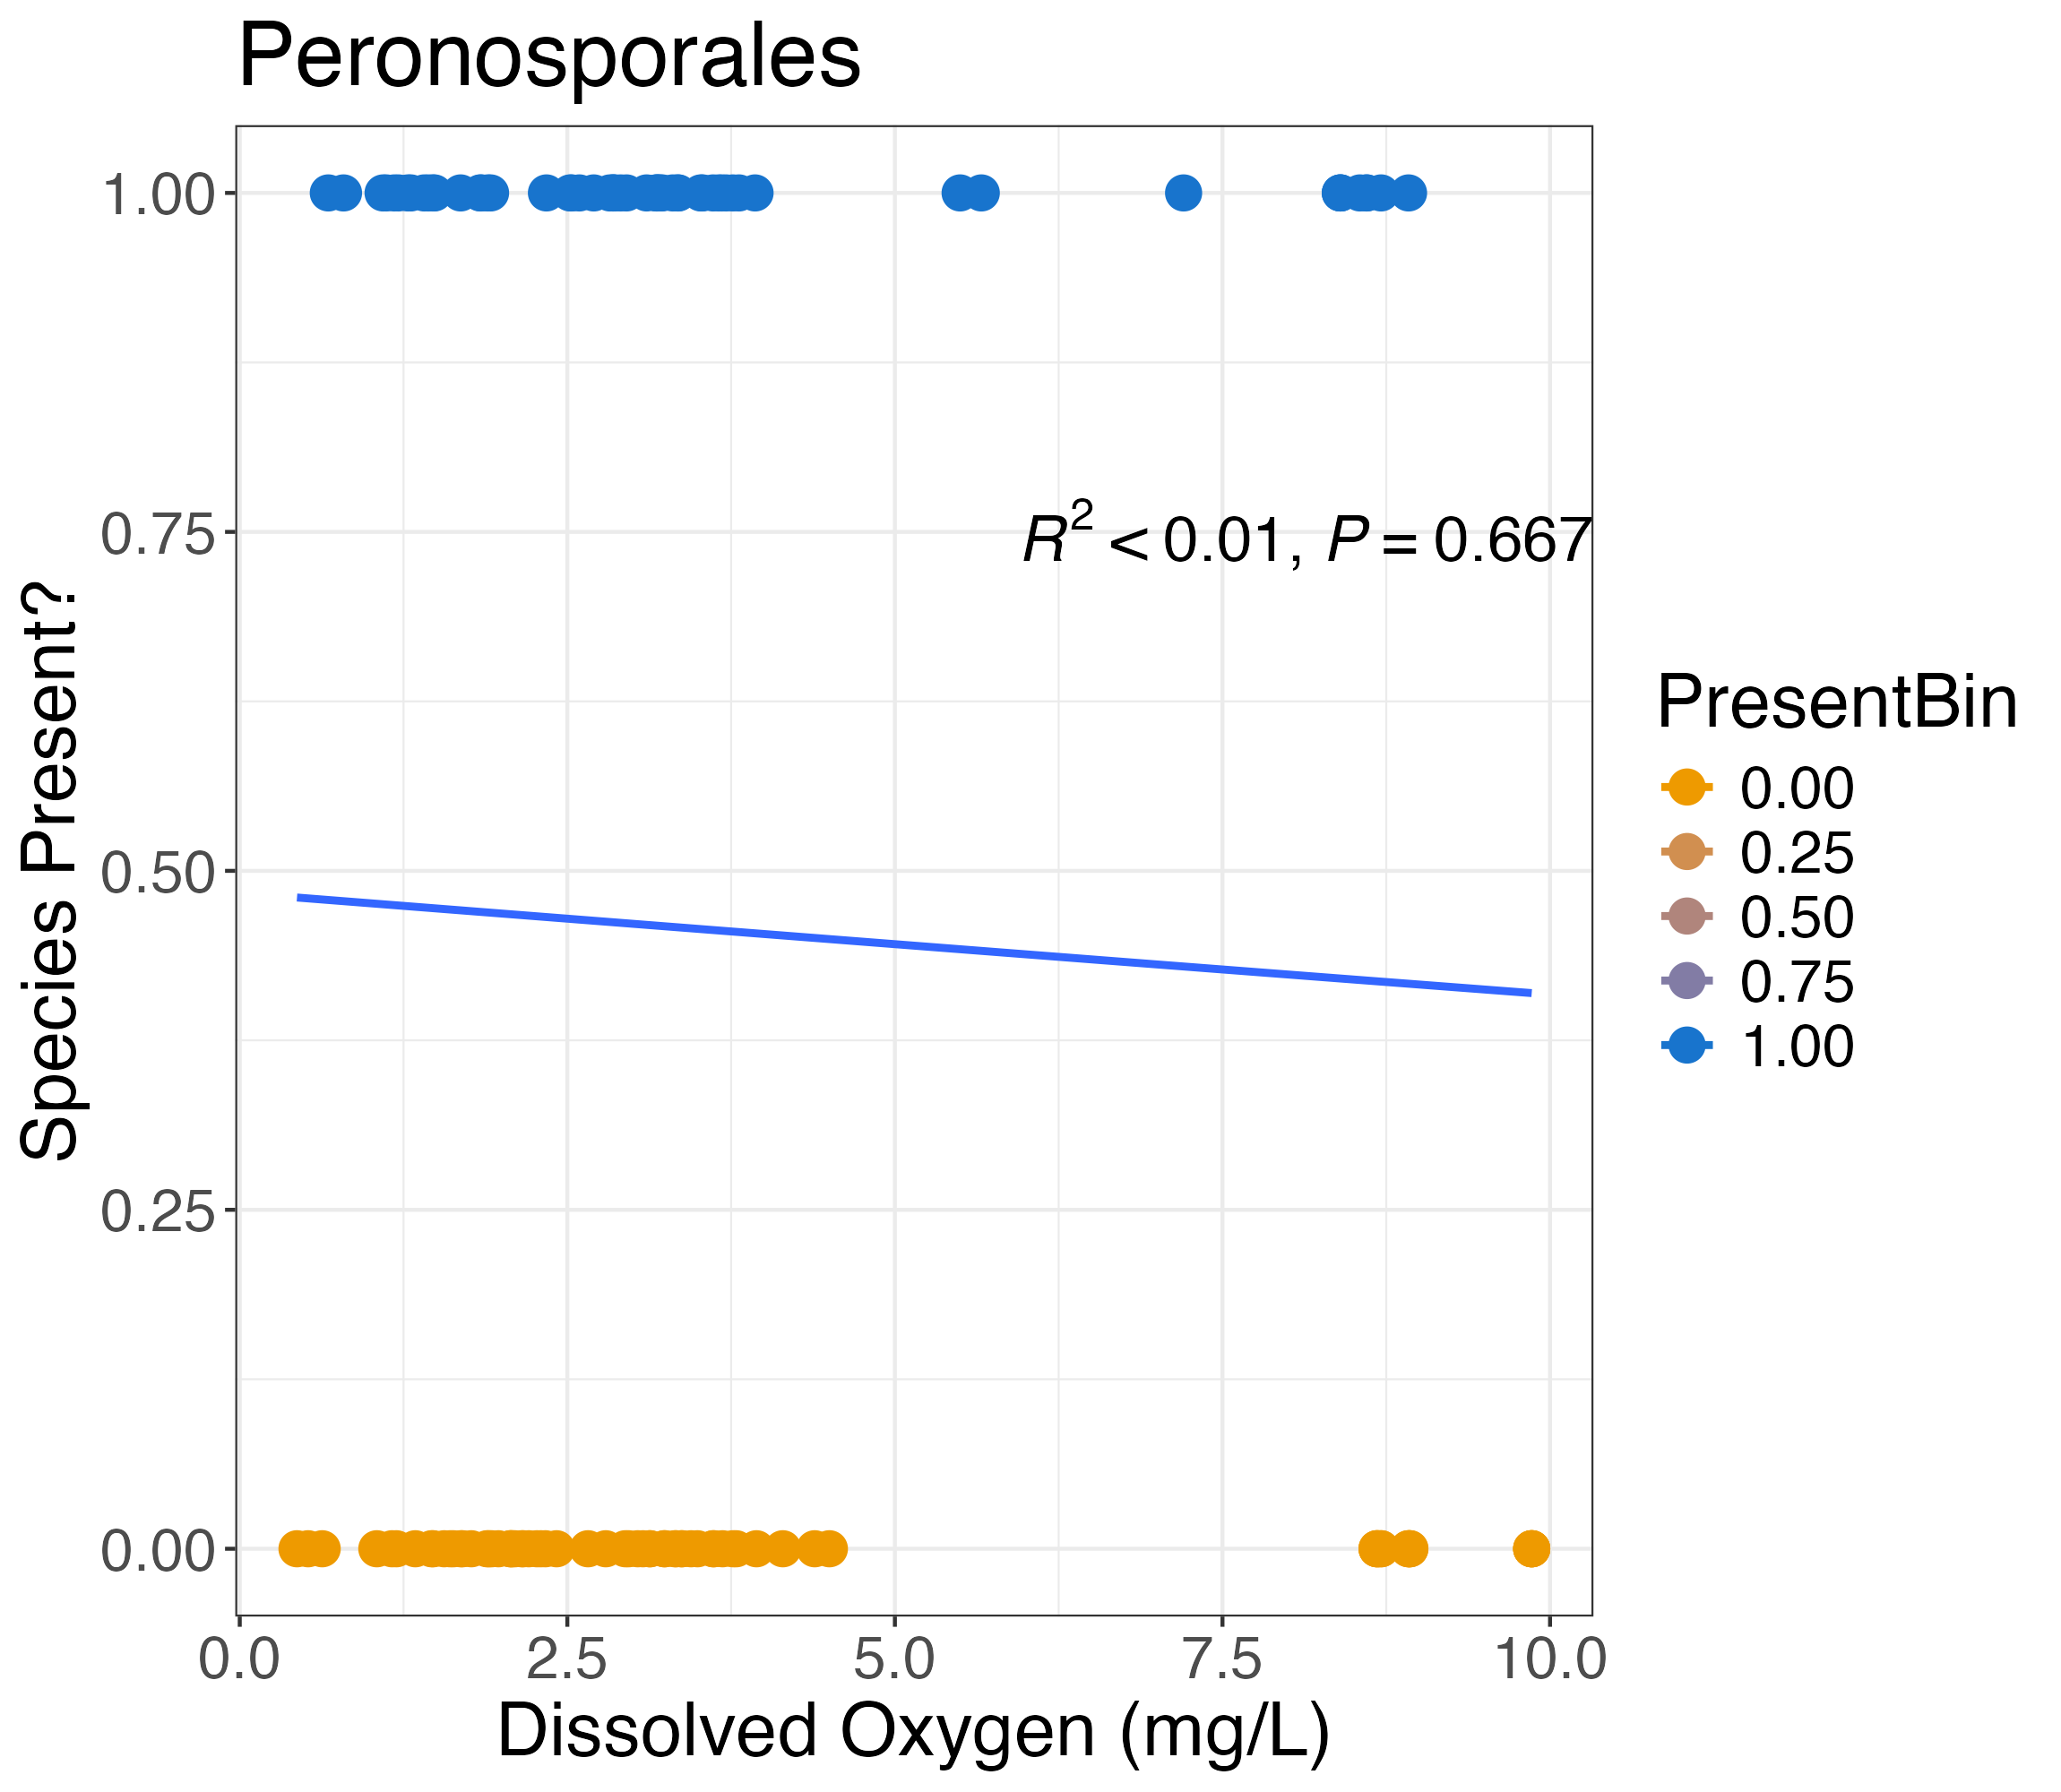 Peronosporales
1.00
0.75
0.50
0.25
0.00
Species Present?
R² < 0.01, P = 0.667
0.0 2.5 5.0 7.5 10.0
Dissolved Oxygen (mg/L)
PresentBin
0.00
0.25
0.50
0.75
1.00